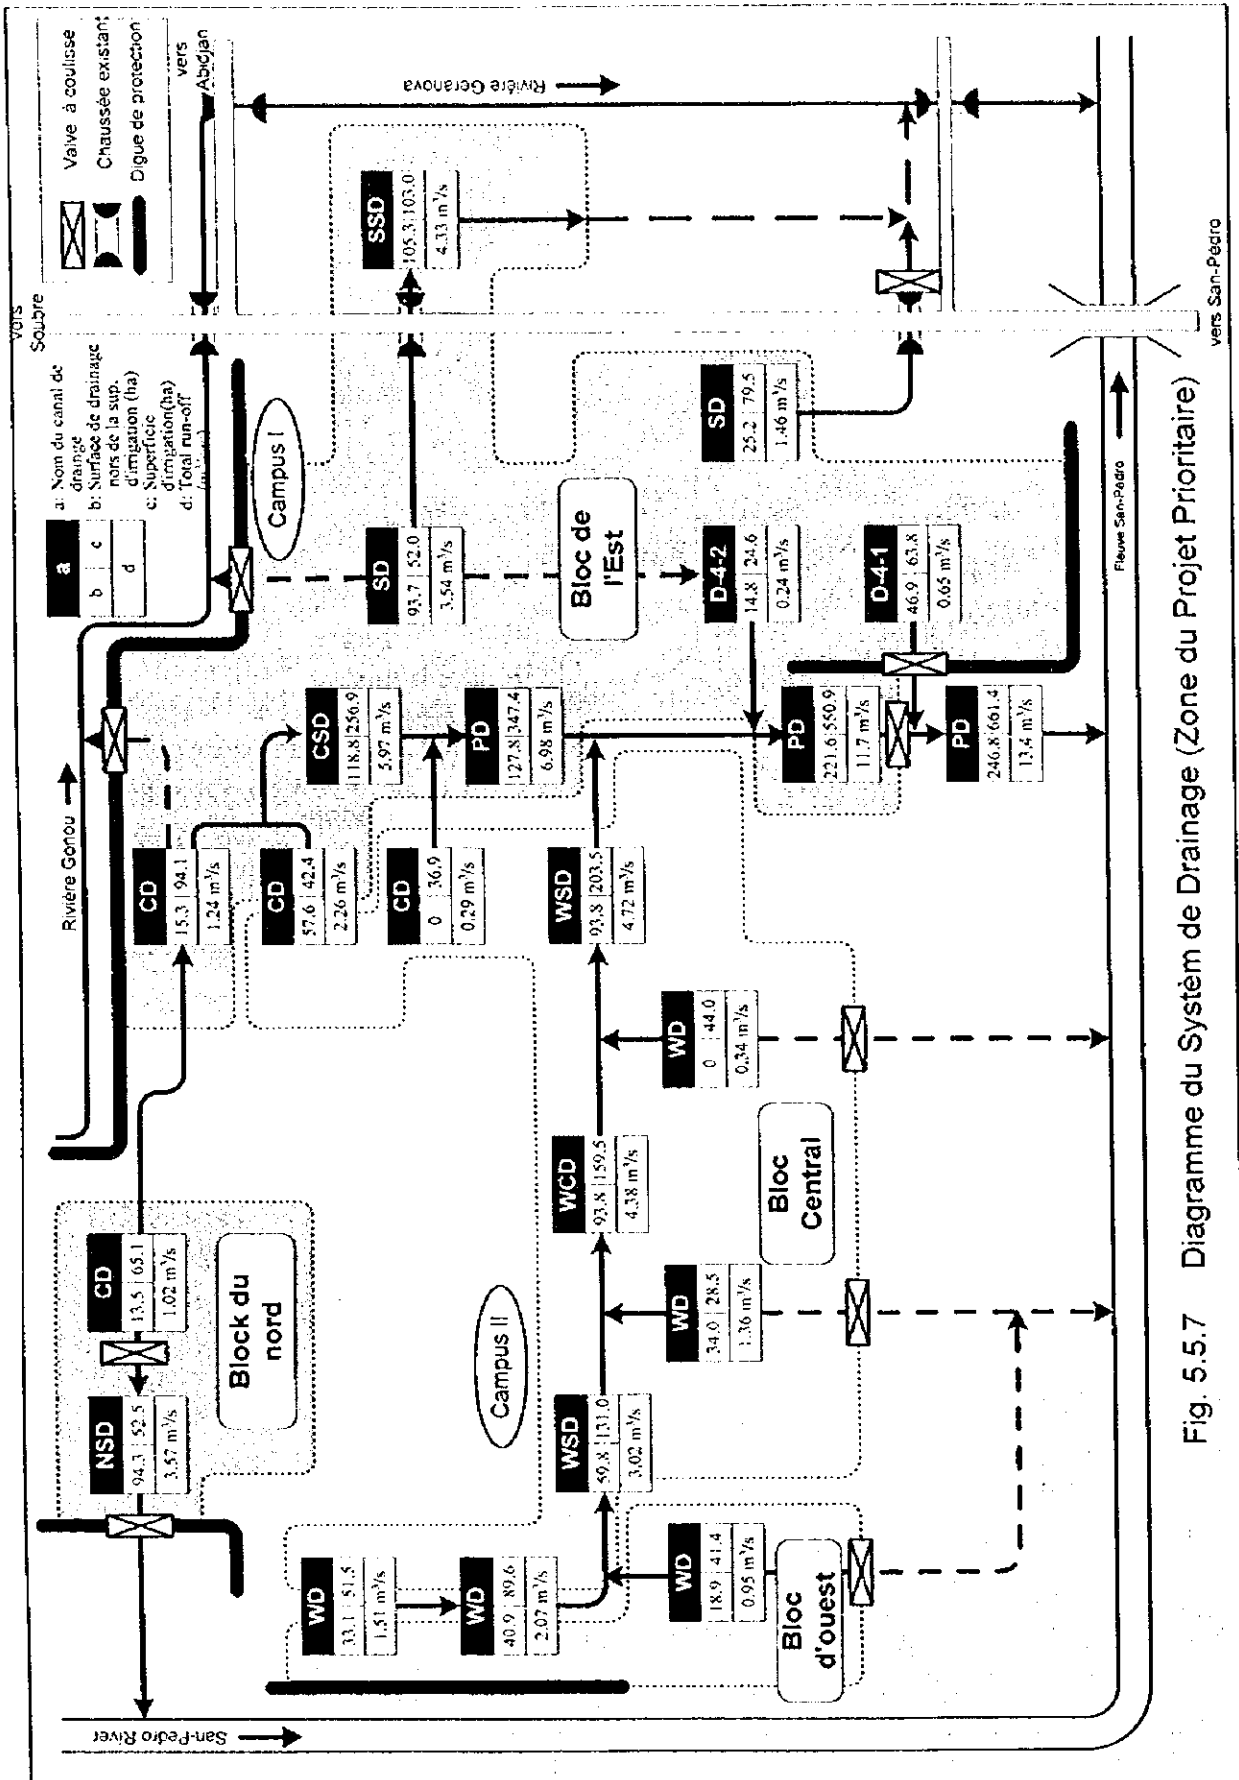 vers
Soubre
vers
Abidjan
Valve à coulisse
Chaussée existant
Digue de protection
a
b c
d
a: Nom du canal de
drainge
b: Surface de drainage
hors de la sup.
d'irrigation (ha)
c: Superficie
d'irrigation(ha)
d: Total run-off
Rivière Gonou
Rivière Geranova
San-Pedro River
Fleuve San-Pédro
vers San-Pédro
Campus I
Campus II
Block du
nord
Bloc de
l'Est
Bloc
Central
Bloc
d'ouest
NSD
94.3 52.5
3.57 m³/s
CD
13.5 65.1
1.02 m³/s
CD
15.3 94.1
1.24 m³/s
CD
57.6 42.4
2.26 m³/s
CD
0 36.9
0.29 m³/s
CSD
118.8 256.9
5.97 m³/s
PD
127.8 347.4
6.98 m³/s
SD
93.7 52.0
3.54 m³/s
SSD
105.3 103.0
4.33 m³/s
SD
25.2 79.5
1.46 m³/s
D-4-2
14.8 24.6
0.24 m³/s
D-4-1
46.9 63.8
0.65 m³/s
PD
221.6 550.9
11.7 m³/s
PD
246.8 661.4
13.4 m³/s
WD
33.1 51.5
1.51 m³/s
WD
40.9 89.6
2.07 m³/s
WD
18.9 41.4
0.95 m³/s
WSD
59.8 131.0
3.02 m³/s
WD
34.0 28.5
1.36 m³/s
WCD
93.8 159.5
4.38 m³/s
WD
0 44.0
0.34 m³/s
WSD
93.8 203.5
4.72 m³/s
Fig. 5.5.7 Diagramme du Systèm de Drainage (Zone du Projet Prioritaire)